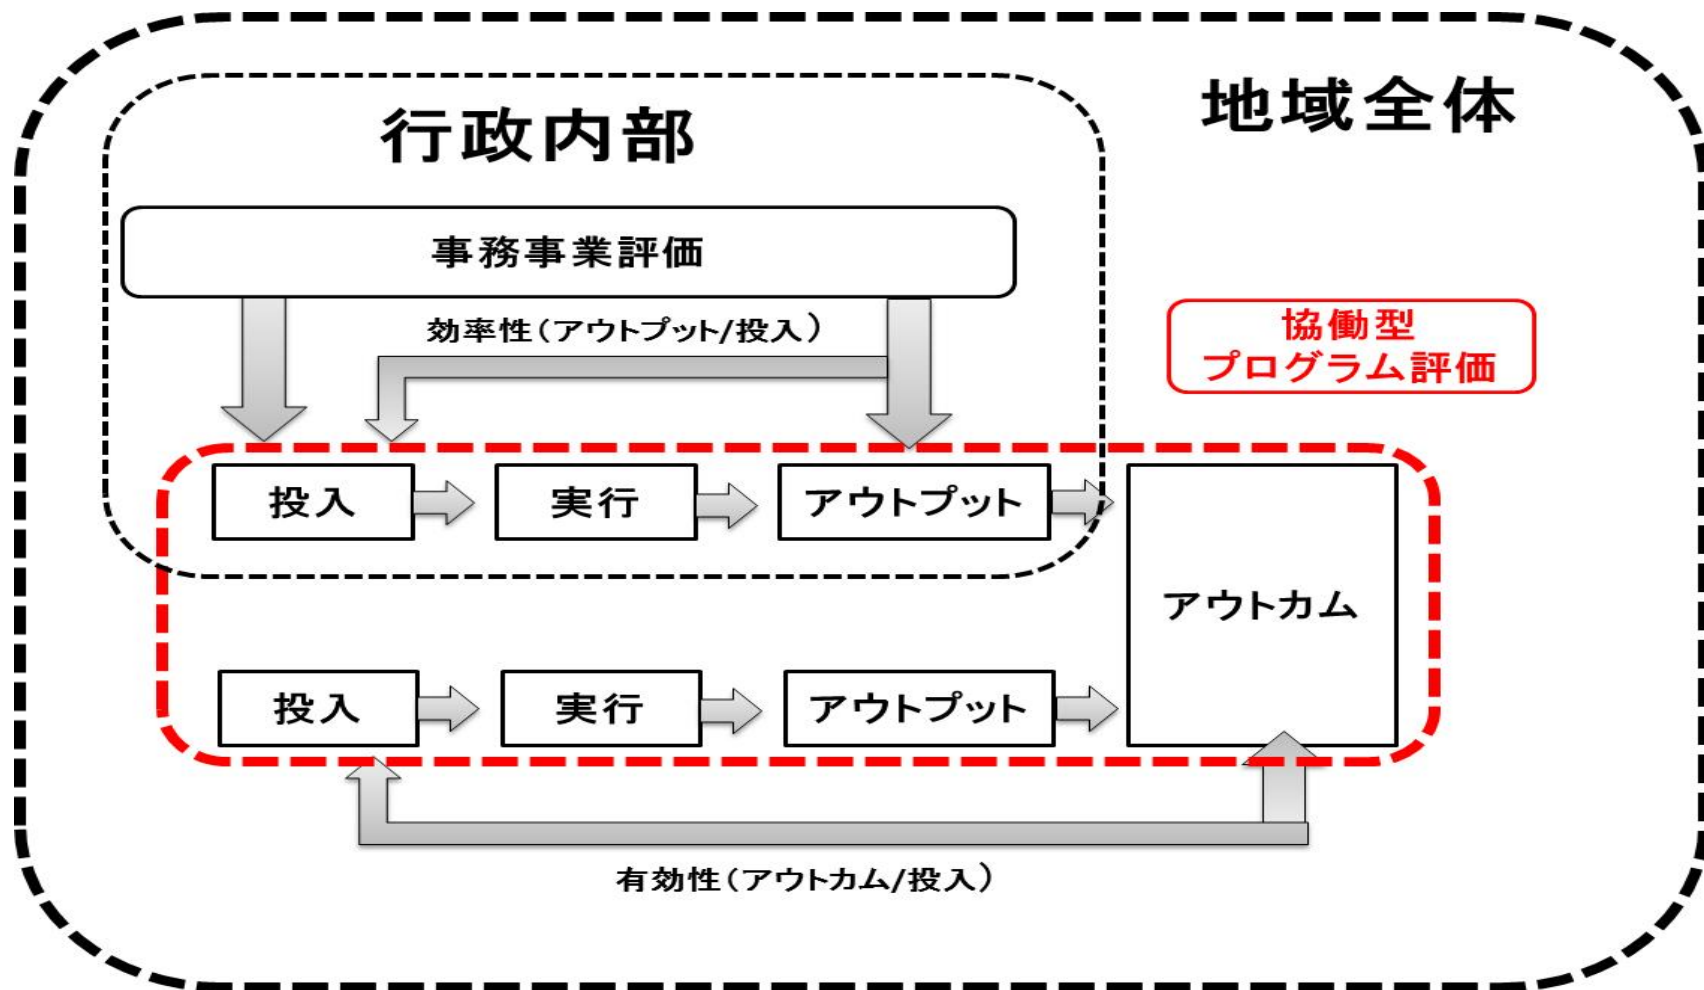 行政内部
地域全体
事務事業評価
効率性(アウトプット/投入)
協働型
プログラム評価
投入
実行
アウトプット
アウトカム
投入
実行
アウトプット
有効性(アウトカム/投入)